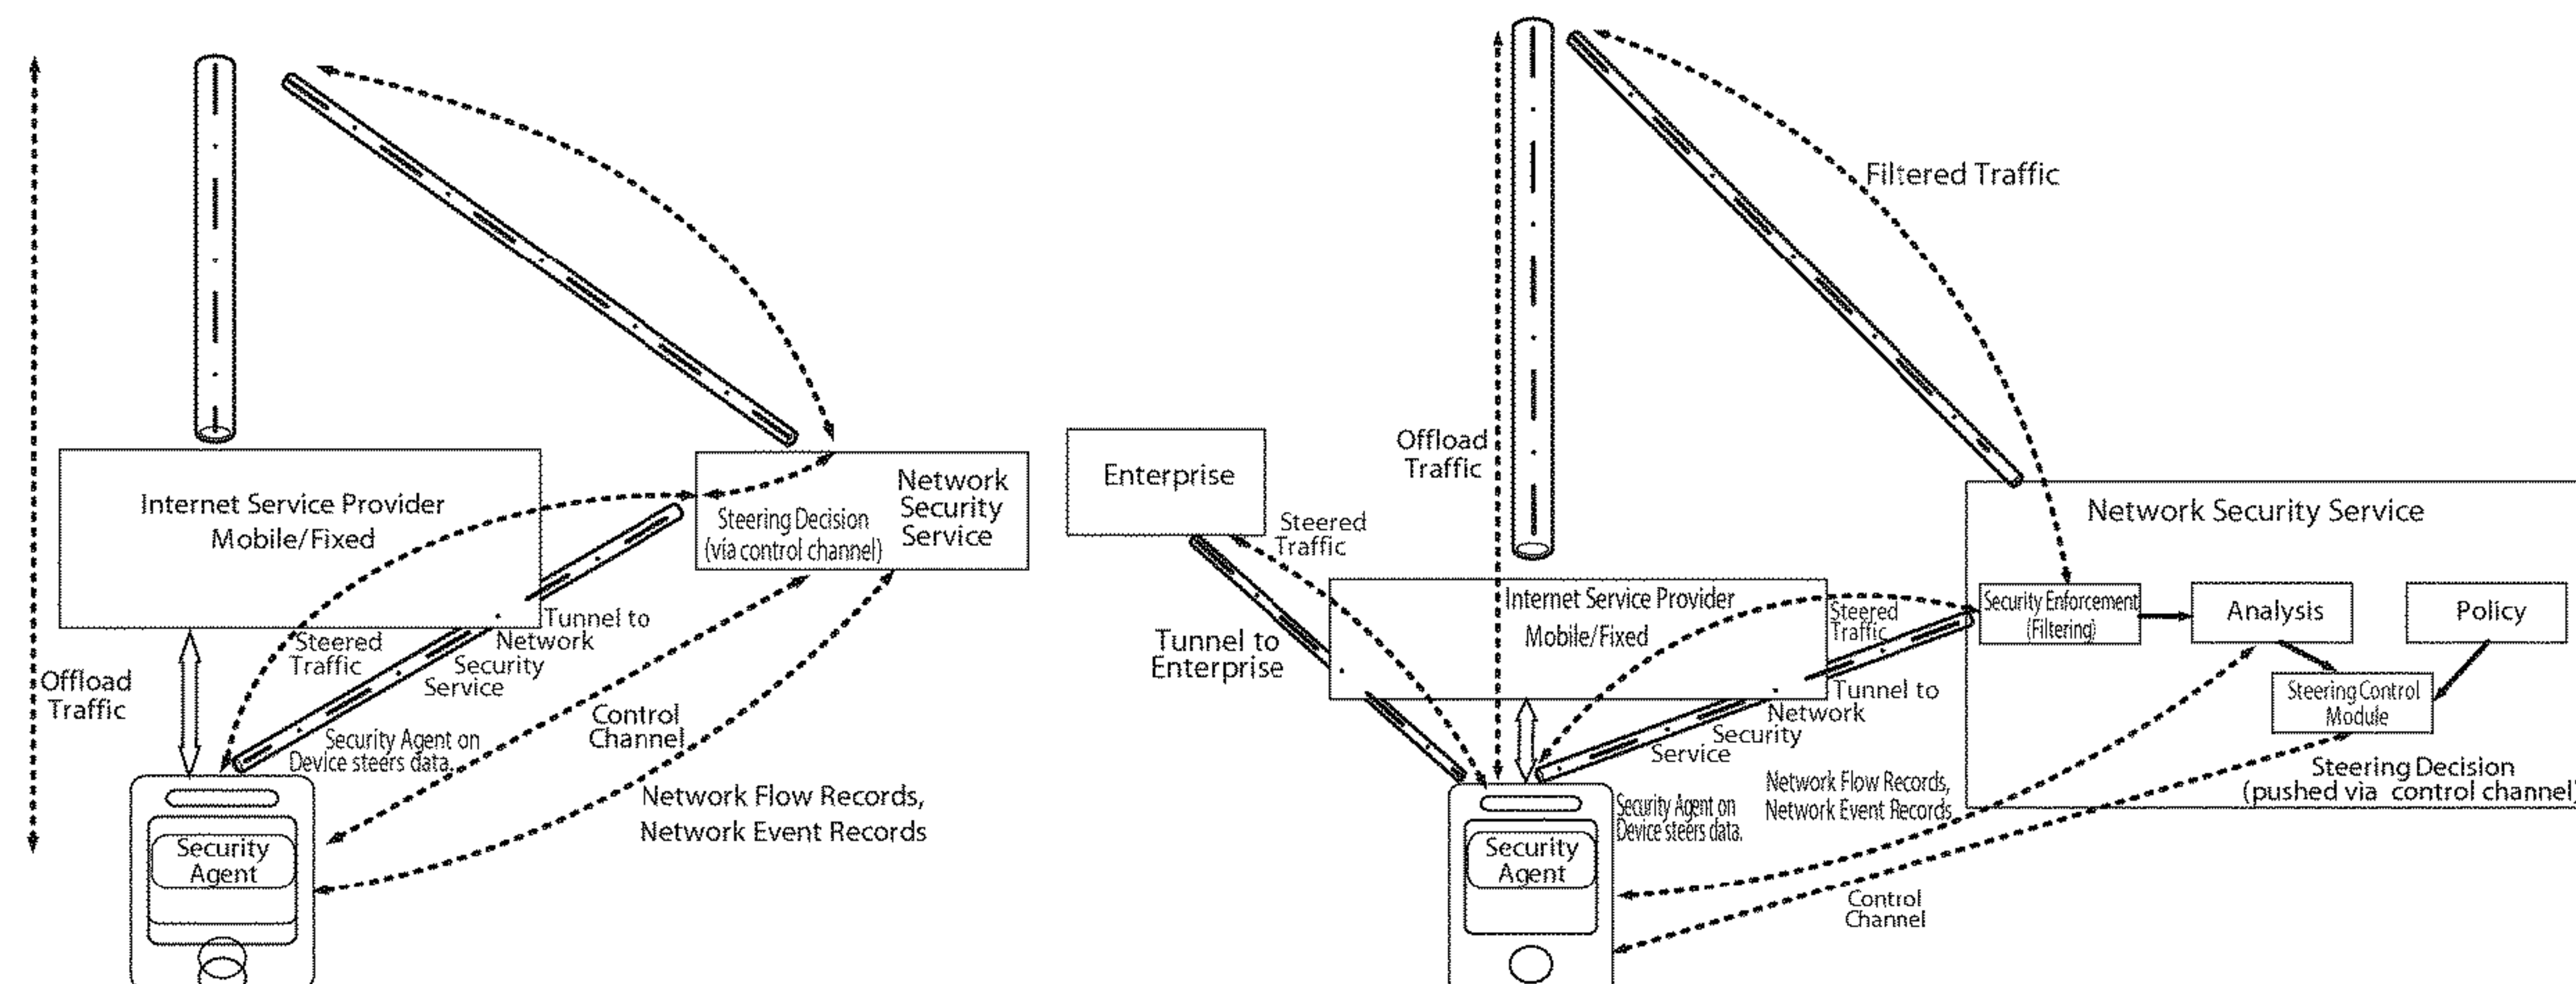 Internet Service Provider
Mobile/Fixed
Network
Security
Service
Steering Decision
(via control channel)
Tunnel to
Network
Security
Service
Steered
Traffic
Offload
Traffic
Security Agent on
Device steers data.
Control
Channel
Network Flow Records,
Network Event Records
Security
Agent
Filtered Traffic
Offload
Traffic
Enterprise
Steered
Traffic
Tunnel to
Enterprise
Internet Service Provider
Mobile/Fixed
Steered
Traffic
Tunnel to
Network
Security
Service
Network Security Service
Security Enforcement
(Filtering)
Analysis
Policy
Steering Control
Module
Steering Decision
(pushed via control channel)
Network Flow Records,
Network Event Records
Security Agent on
Device steers data.
Security
Agent
Control
Channel